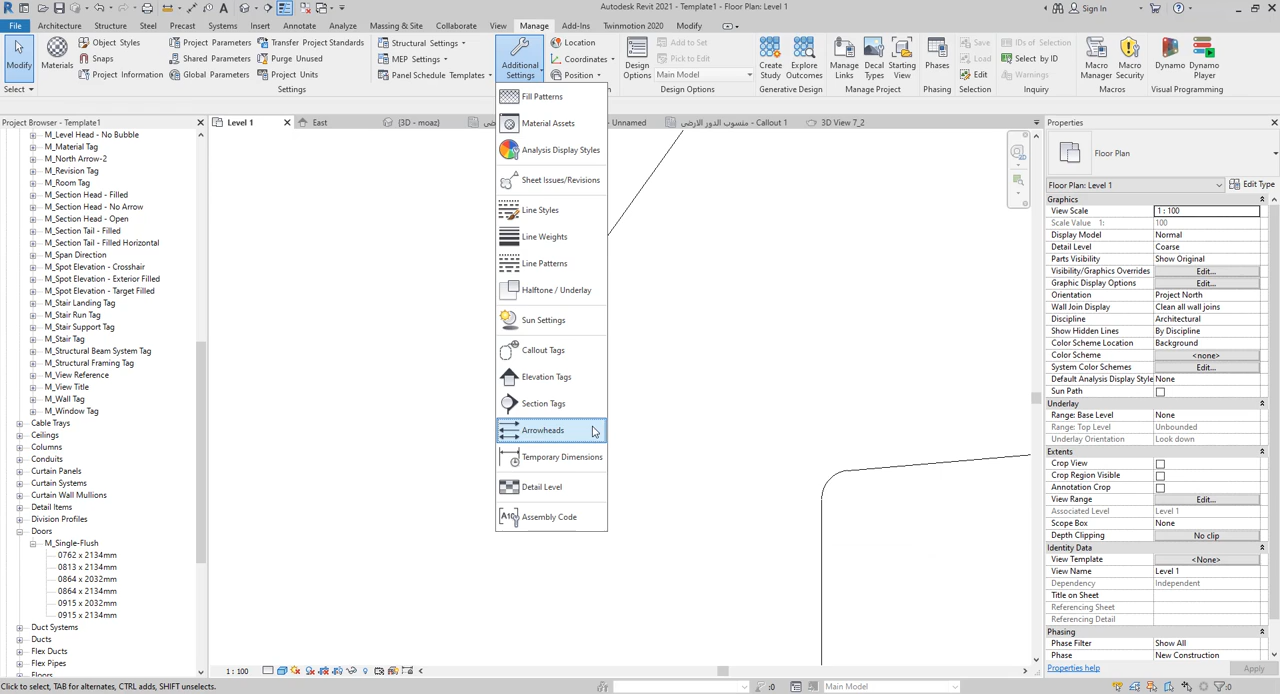 Autodesk Revit 2021 - Template1 - Floor Plan: Level 1
Sign In
File Architecture Structure Steel Precast Systems Insert Annotate Analyze Massing & Site Collaborate View Manage Add-Ins Twinmotion 2020 Modify
Modify
Select
Materials
Object Styles
Snaps
Project Information
Project Parameters
Shared Parameters
Global Parameters
Transfer Project Standards
Purge Unused
Project Units
Settings
Structural Settings
MEP Settings
Panel Schedule Templates
Additional Settings
Location
Coordinates
Position
Design Options
Add to Set
Pick to Edit
Main Model
Design Options
Create Study
Explore Outcomes
Generative Design
Manage Links
Decal Types
Starting View
Manage Project
Phases
Phasing
Save
Load
Edit
Selection
IDs of Selection
Select by ID
Warnings
Inquiry
Macro Manager
Macro Security
Macros
Dynamo
Dynamo Player
Visual Programming
Project Browser - Template1
Level 1
East
{3D - moaz}
Unnamed
منسوب الدور الارضى - Callout 1
3D View 7_2
M_Level Head - No Bubble
M_Material Tag
M_North Arrow-2
M_Revision Tag
M_Room Tag
M_Section Head - Filled
M_Section Head - No Arrow
M_Section Head - Open
M_Section Tail - Filled
M_Section Tail - Filled Horizontal
M_Span Direction
M_Spot Elevation - Crosshair
M_Spot Elevation - Exterior Filled
M_Spot Elevation - Target Filled
M_Stair Landing Tag
M_Stair Run Tag
M_Stair Support Tag
M_Stair Tag
M_Structural Beam System Tag
M_Structural Framing Tag
M_View Reference
M_View Title
M_Wall Tag
M_Window Tag
Cable Trays
Ceilings
Columns
Conduits
Curtain Panels
Curtain Systems
Curtain Wall Mullions
Detail Items
Division Profiles
Doors
M_Single-Flush
0762 x 2134mm
0813 x 2134mm
0864 x 2032mm
0864 x 2134mm
0915 x 2032mm
0915 x 2134mm
Duct Systems
Ducts
Flex Ducts
Flex Pipes
Floors
Fill Patterns
Material Assets
Analysis Display Styles
Sheet Issues/Revisions
Line Styles
Line Weights
Line Patterns
Halftone / Underlay
Sun Settings
Callout Tags
Elevation Tags
Section Tags
Arrowheads
Temporary Dimensions
Detail Level
Assembly Code
Properties
Floor Plan
Floor Plan: Level 1 Edit Type
Graphics
View Scale 1 : 100
Scale Value 1: 100
Display Model Normal
Detail Level Coarse
Parts Visibility Show Original
Visibility/Graphics Overrides Edit...
Graphic Display Options Edit...
Orientation Project North
Wall Join Display Clean all wall joins
Discipline Architectural
Show Hidden Lines By Discipline
Color Scheme Location Background
Color Scheme <none>
System Color Schemes Edit...
Default Analysis Display Style None
Sun Path
Underlay
Range: Base Level None
Range: Top Level Unbounded
Underlay Orientation Look down
Extents
Crop View
Crop Region Visible
Annotation Crop
View Range Edit...
Associated Level Level 1
Scope Box None
Depth Clipping No clip
Identity Data
View Template <None>
View Name Level 1
Dependency Independent
Title on Sheet
Referencing Sheet
Referencing Detail
Phasing
Phase Filter Show All
Phase New Construction
Properties help Apply
1 : 100
Click to select, TAB for alternates, CTRL adds, SHIFT unselects.
:0
Main Model
:0